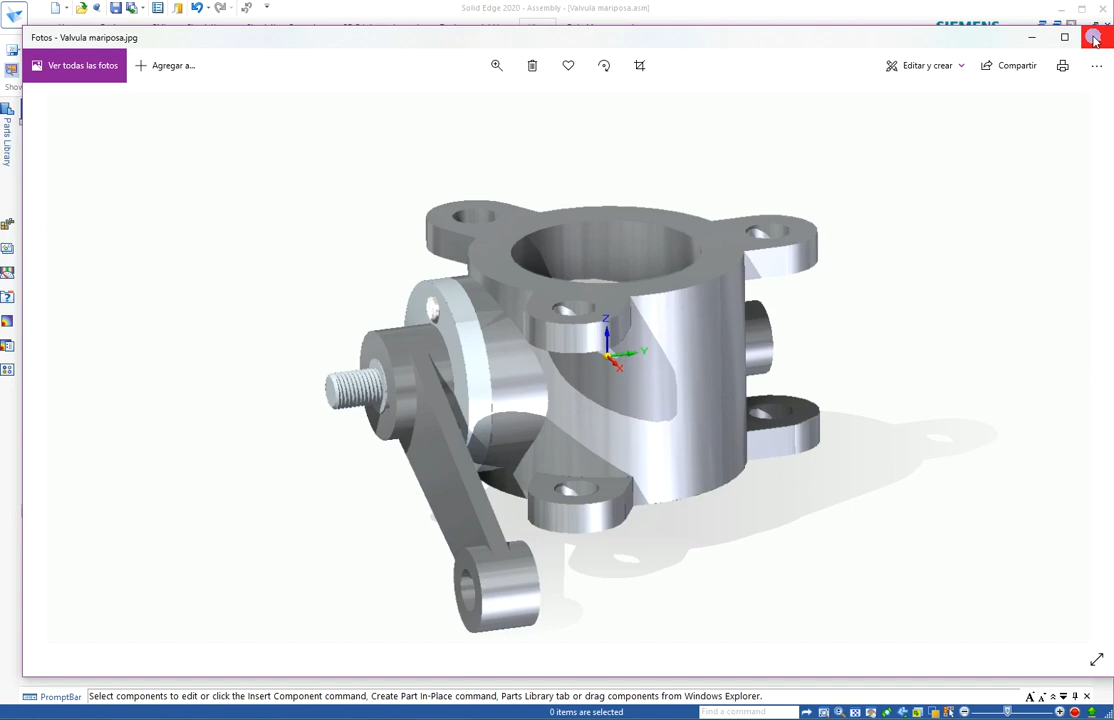 Solid Edge 2020 - Assembly - [Valvula mariposa.asm]
SIEMENS
Fotos - Valvula mariposa.jpg
Ver todas las fotos
Agregar a...
Editar y crear
Compartir
Show
Parts Library
Z
Y
X
PromptBar
Select components to edit or click the Insert Component command, Create Part In-Place command, Parts Library tab or drag components from Windows Explorer.
0 items are selected
Find a command